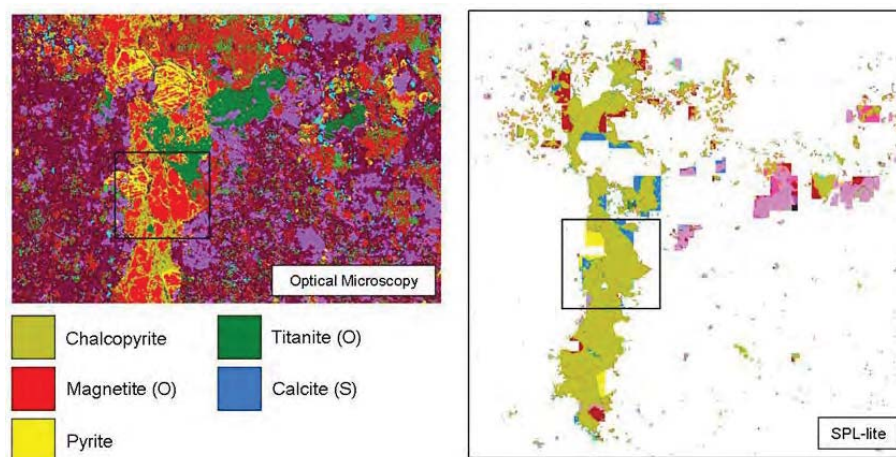 Optical Microscopy
Chalcopyrite
Titanite (O)
Magnetite (O)
Calcite (S)
Pyrite
SPL-lite